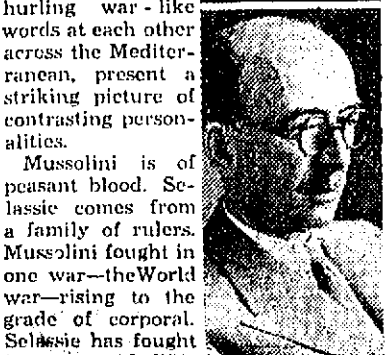 hurling war - like
words at each other
across the Mediter-
ranean, present a
striking picture of
contrasting person-
alities.
Mussolini is of
peasant blood. Se-
lassie comes from
a family of rulers.
Mussolini fought in
one war—theWorld
war—rising to the
grade of corporal.
Selassie has fought